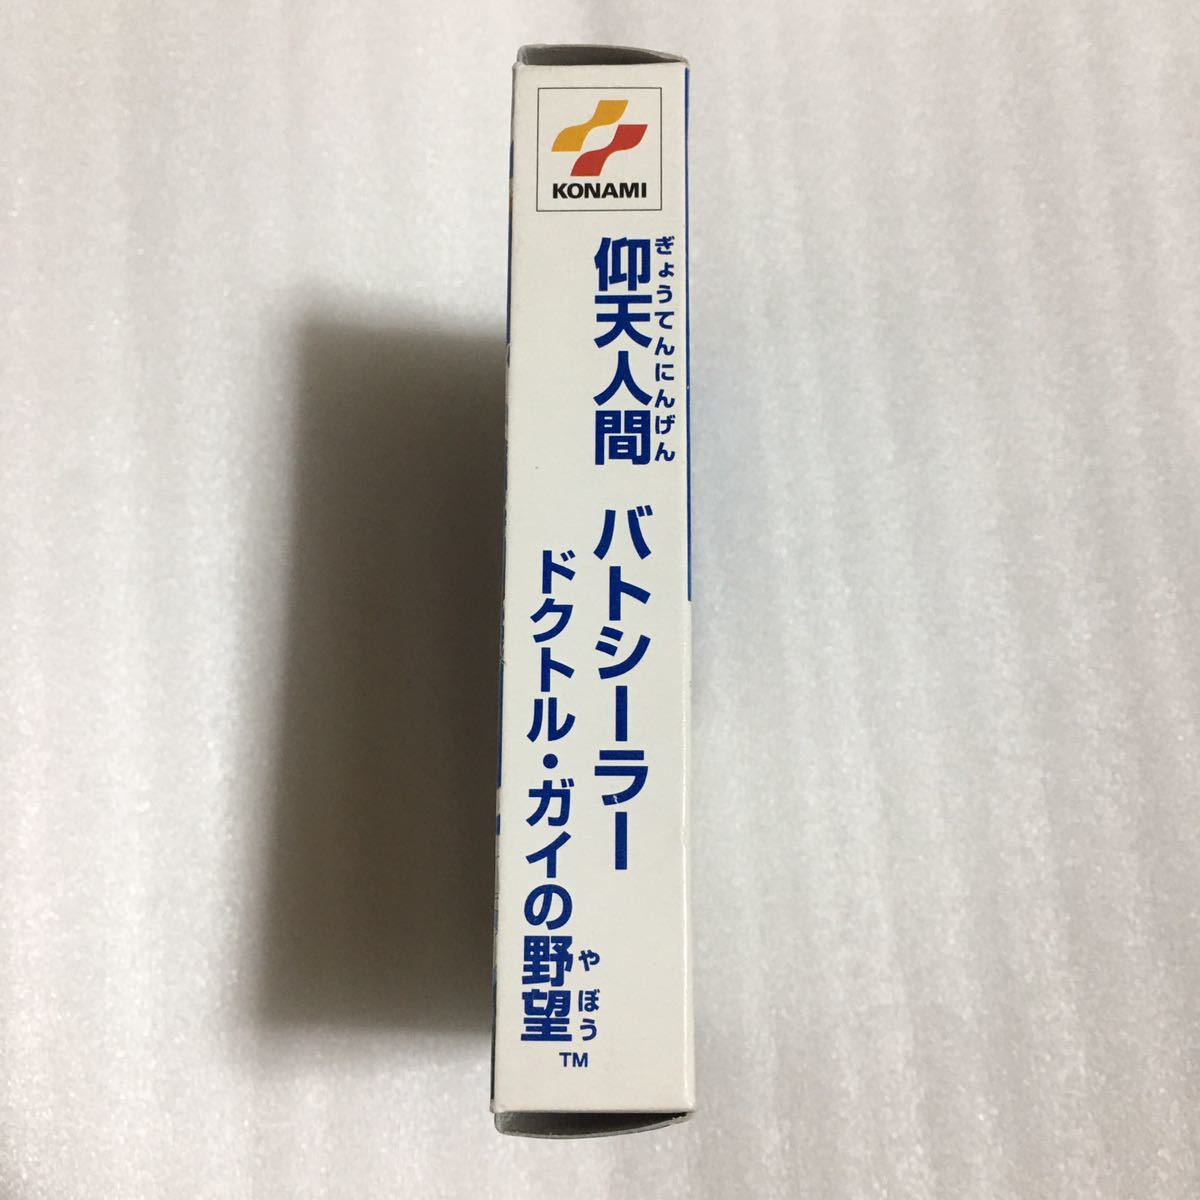 KONAMI
仰天人間 バトシーラー
ぎょうてんにんげん
ドクトル・ガイの野望
やぼう
TM